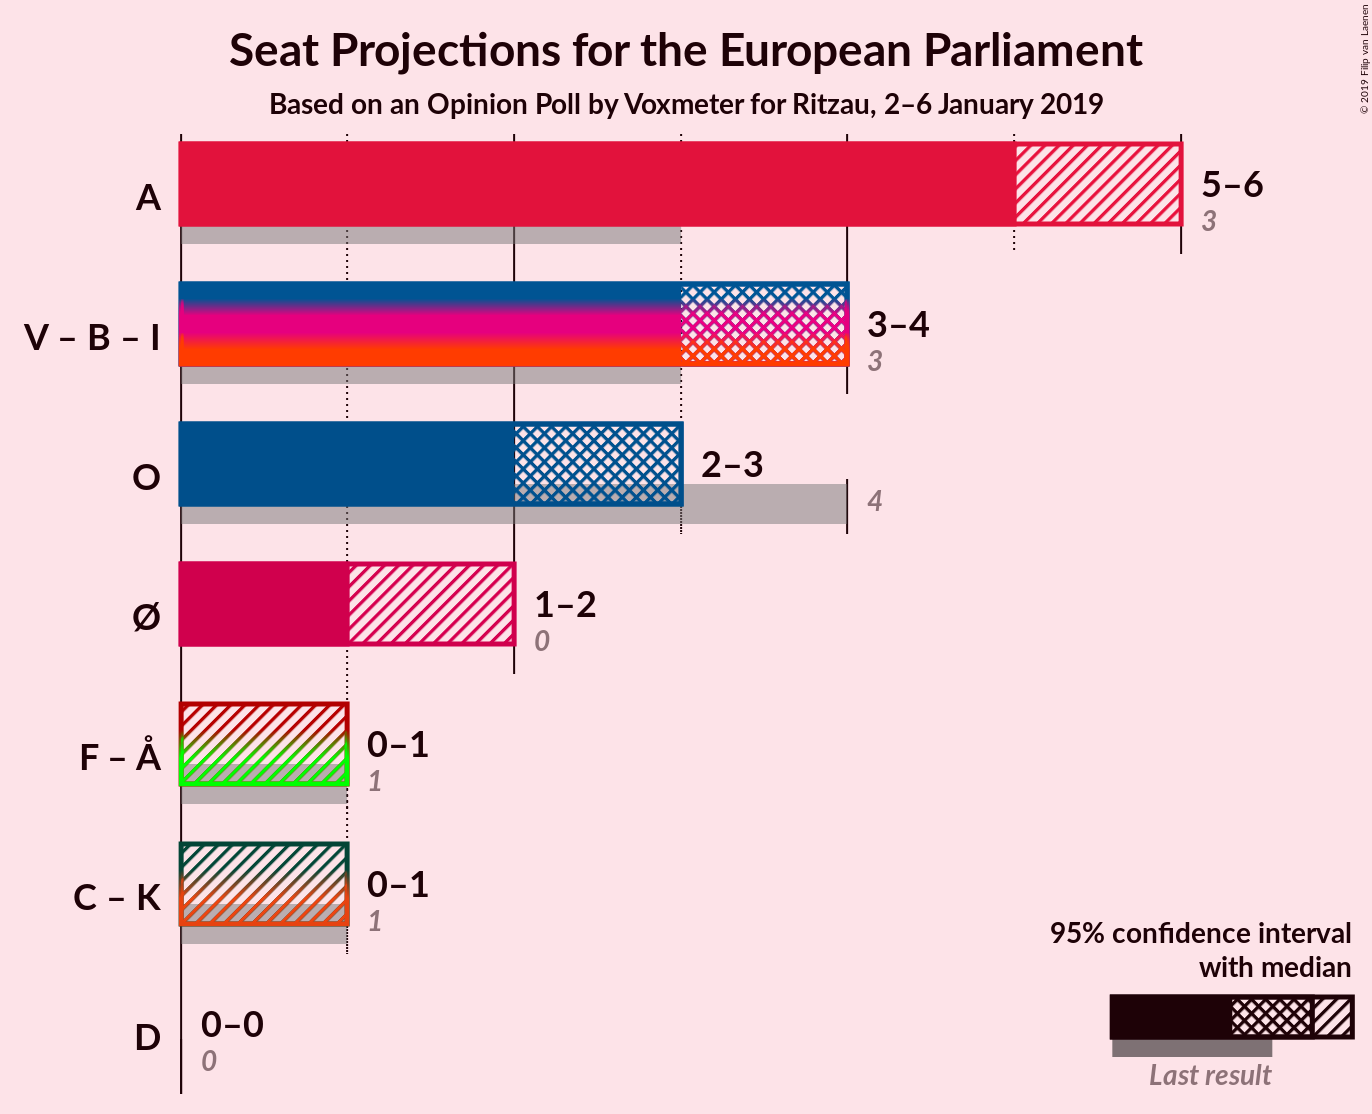 Seat Projections for the European Parliament
Based on an Opinion Poll by Voxmeter for Ritzau, 2–6 January 2019
© 2019 Filip van Laenen
A
5–6
3
V – B – I
3–4
3
O
2–3
4
Ø
1–2
0
F – Å
0–1
1
C – K
0–1
1
D
0–0
0
95% confidence interval
with median
Last result